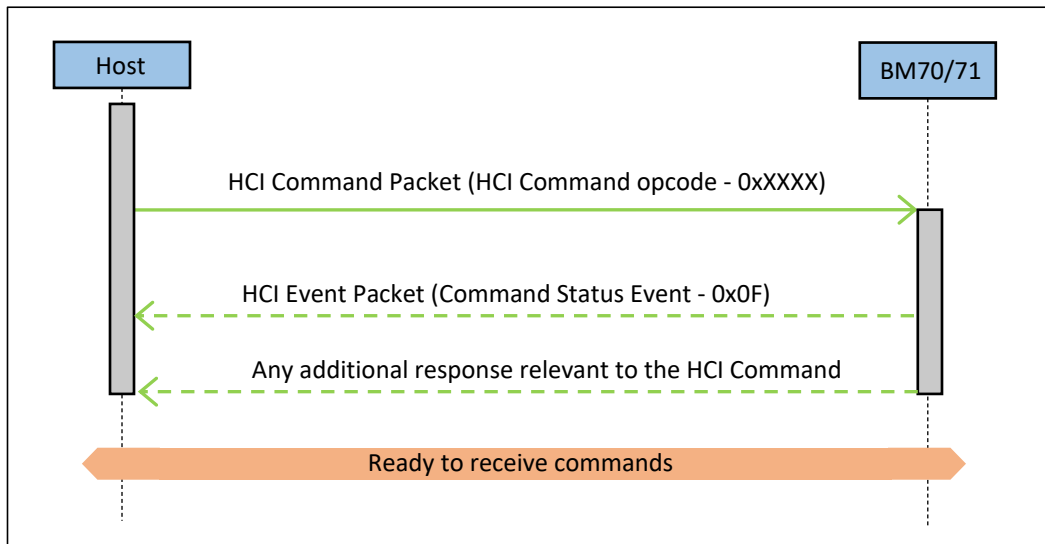 Host
BM70/71
HCI Command Packet (HCI Command opcode - 0xXXXX)
HCI Event Packet (Command Status Event - 0x0F)
Any additional response relevant to the HCI Command
Ready to receive commands